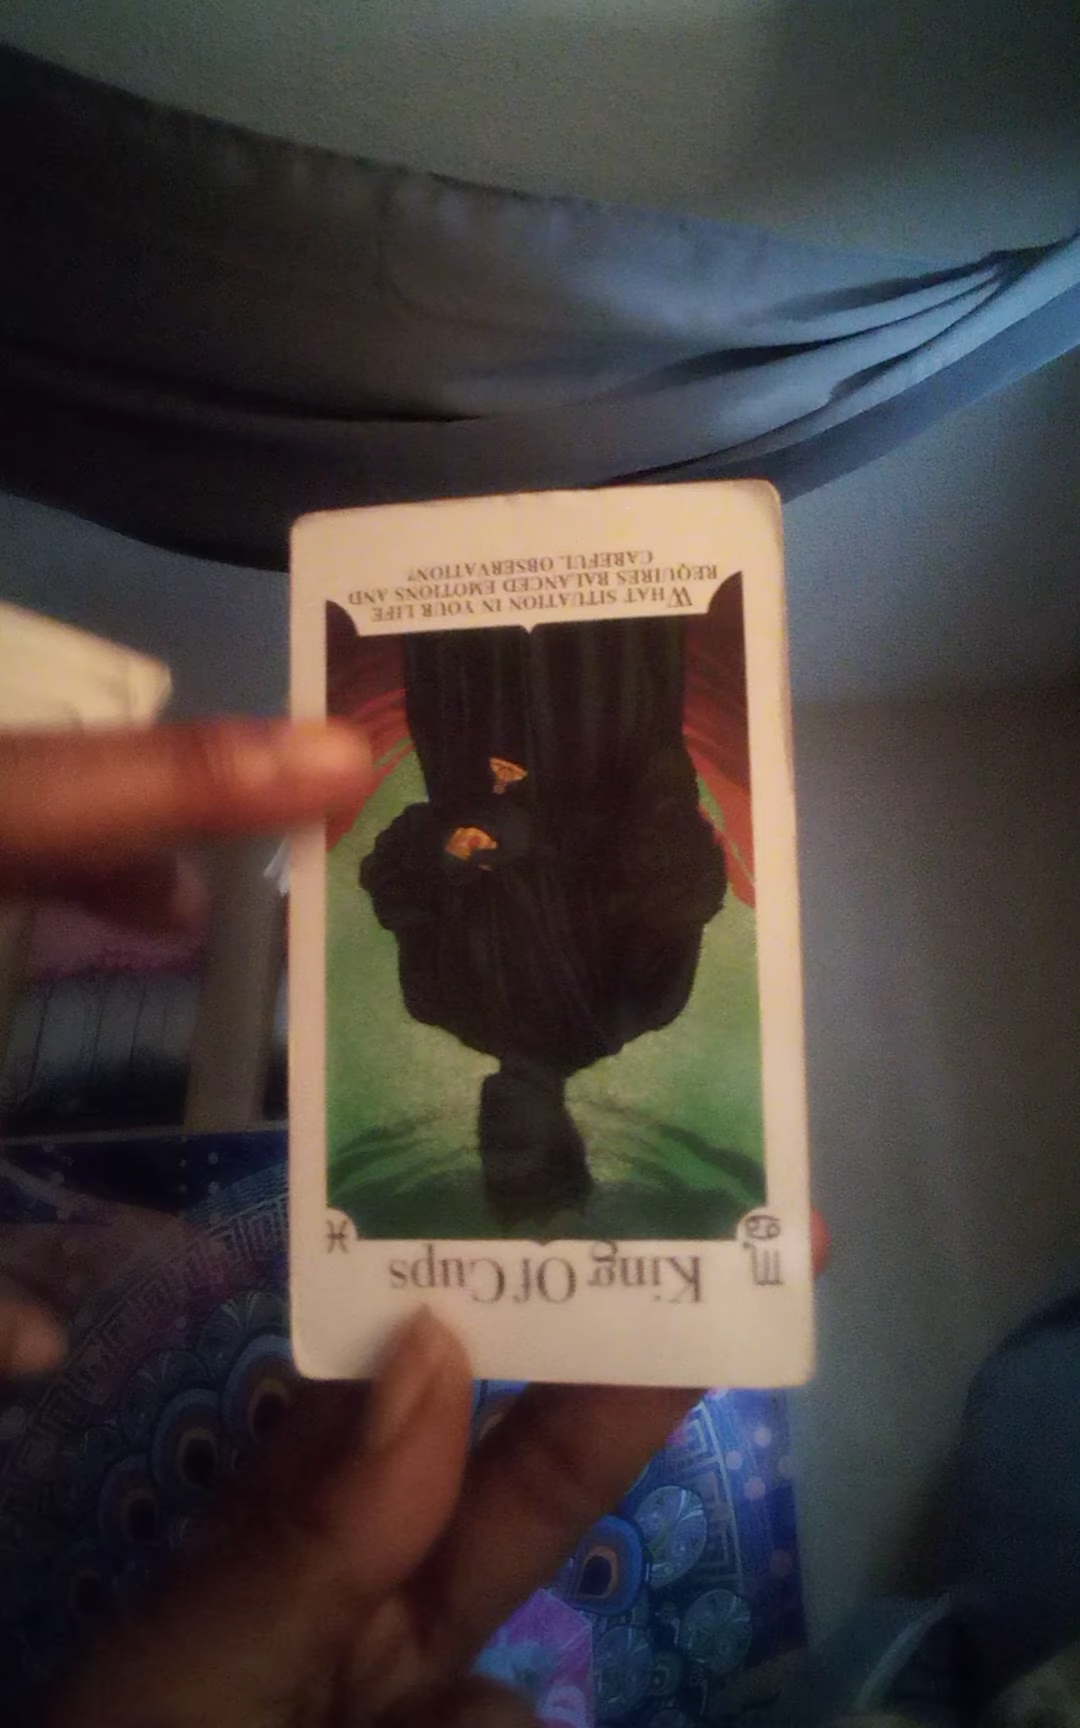 King Of Cups
WHAT SITUATION IN YOUR LIFE
REQUIRES BALANCED EMOTIONS AND
CAREFUL OBSERVATION?